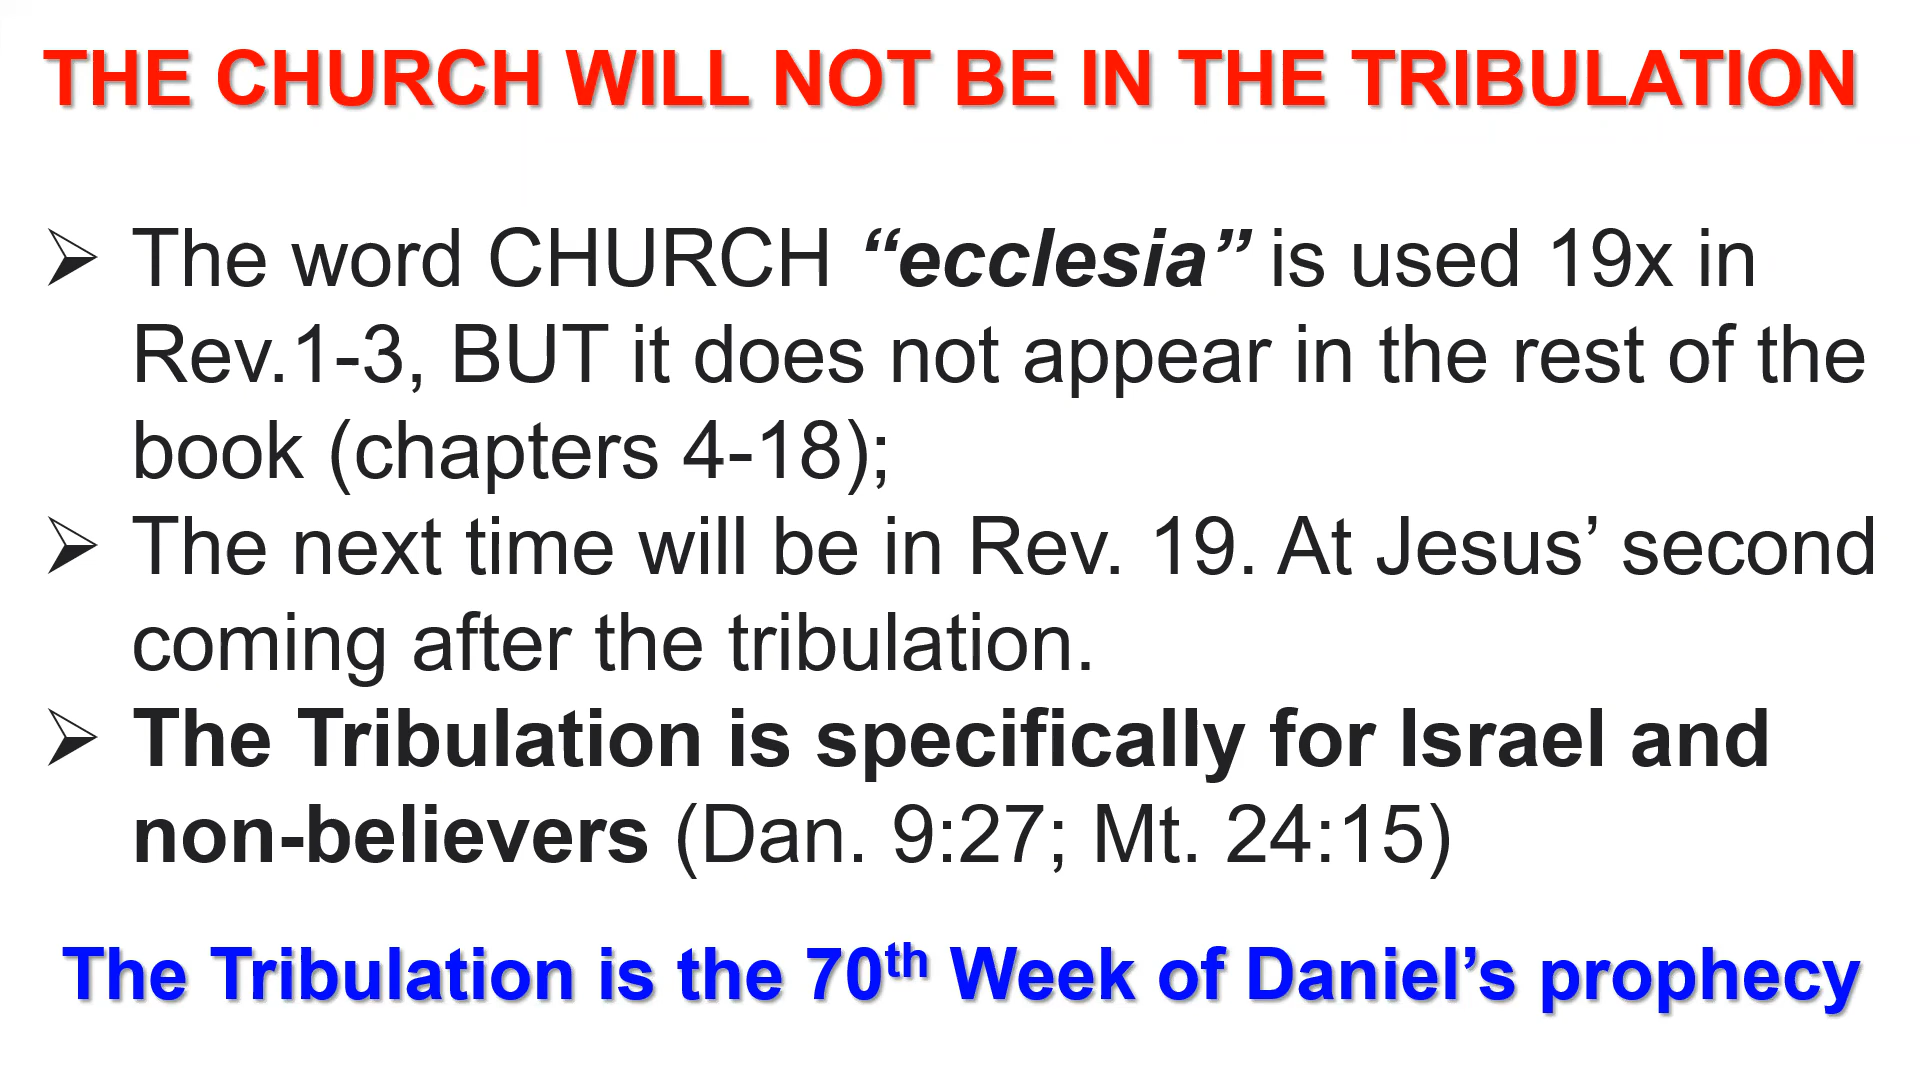 THE CHURCH WILL NOT BE IN THE TRIBULATION
➢ The word CHURCH “ecclesia” is used 19x in
Rev.1-3, BUT it does not appear in the rest of the
book (chapters 4-18);
➢ The next time will be in Rev. 19. At Jesus’ second
coming after the tribulation.
➢ The Tribulation is specifically for Israel and
non-believers (Dan. 9:27; Mt. 24:15)
The Tribulation is the 70th Week of Daniel’s prophecy